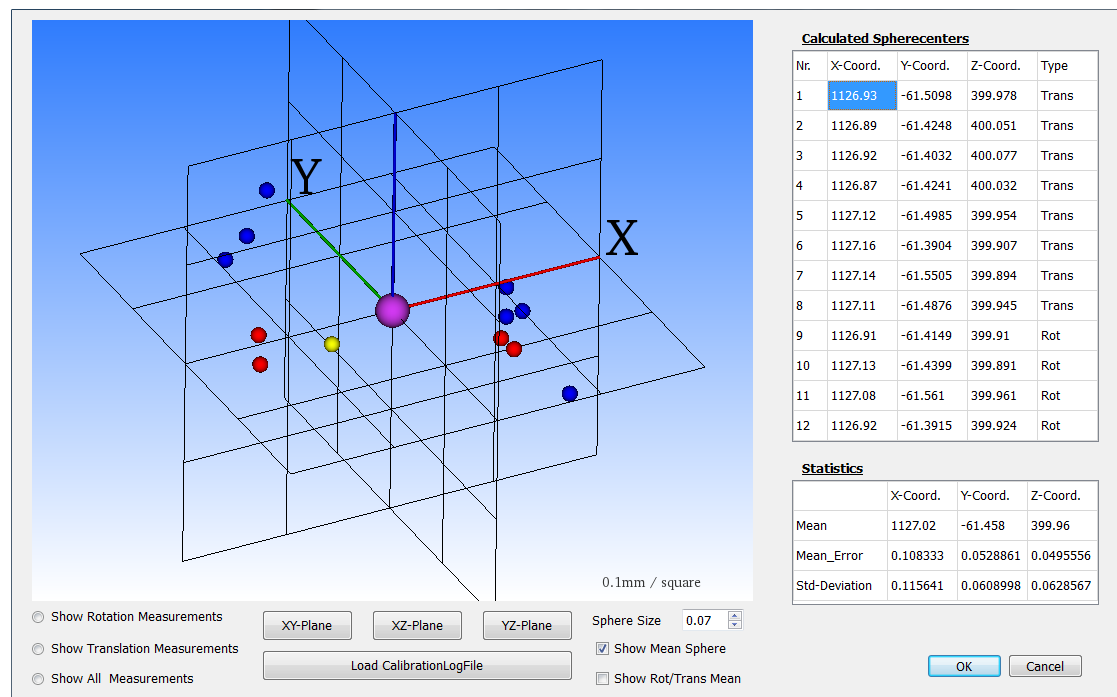 Y
X
0.1mm / square
Calculated Spherecenters
Nr. X-Coord. Y-Coord. Z-Coord. Type
1 1126.93 -61.5098 399.978 Trans
2 1126.89 -61.4248 400.051 Trans
3 1126.92 -61.4032 400.077 Trans
4 1126.87 -61.4241 400.032 Trans
5 1127.12 -61.4985 399.954 Trans
6 1127.16 -61.3904 399.907 Trans
7 1127.14 -61.5505 399.894 Trans
8 1127.11 -61.4876 399.945 Trans
9 1126.91 -61.4149 399.91 Rot
10 1127.13 -61.4399 399.891 Rot
11 1127.08 -61.561 399.961 Rot
12 1126.92 -61.3915 399.924 Rot
Statistics
X-Coord. Y-Coord. Z-Coord.
Mean 1127.02 -61.458 399.96
Mean_Error 0.108333 0.0528861 0.0495556
Std-Deviation 0.115641 0.0608998 0.0628567
Show Rotation Measurements
Show Translation Measurements
Show All Measurements
XY-Plane XZ-Plane YZ-Plane
Load CalibrationLogFile
Sphere Size 0.07
Show Mean Sphere
Show Rot/Trans Mean
OK Cancel